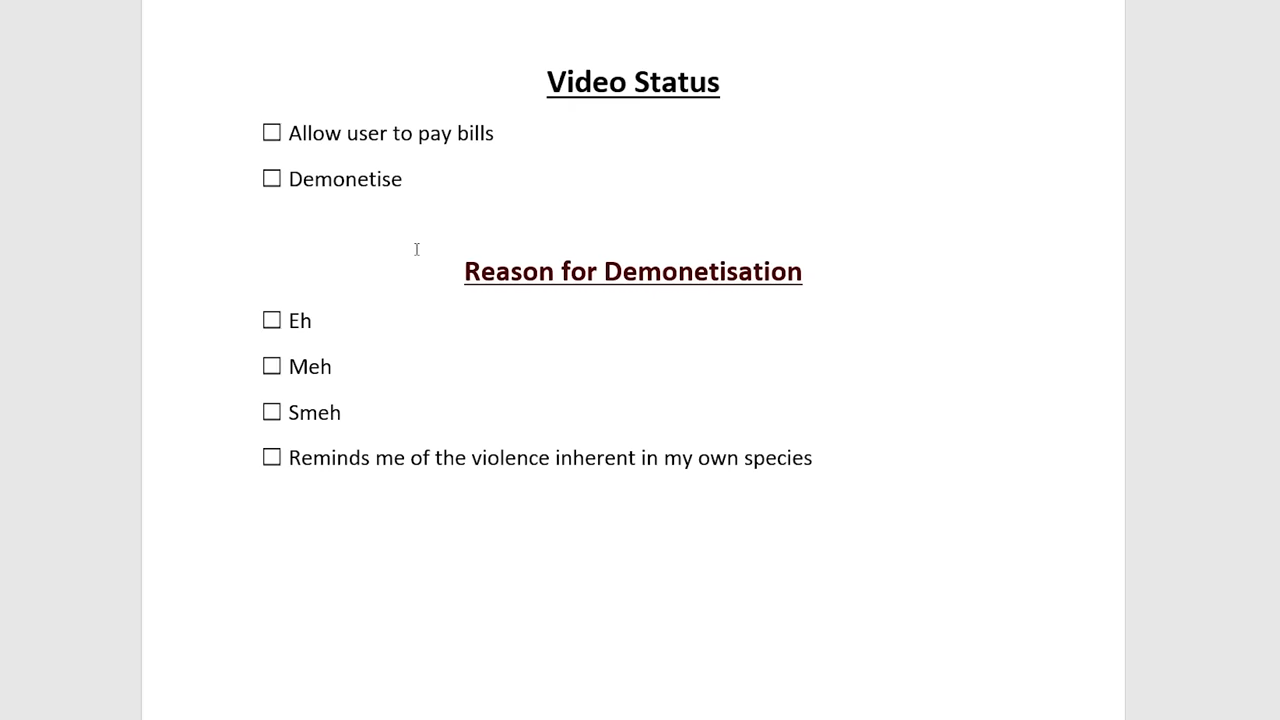 Video Status
☐ Allow user to pay bills
☐ Demonetise
Reason for Demonetisation
☐ Eh
☐ Meh
☐ Smeh
☐ Reminds me of the violence inherent in my own species